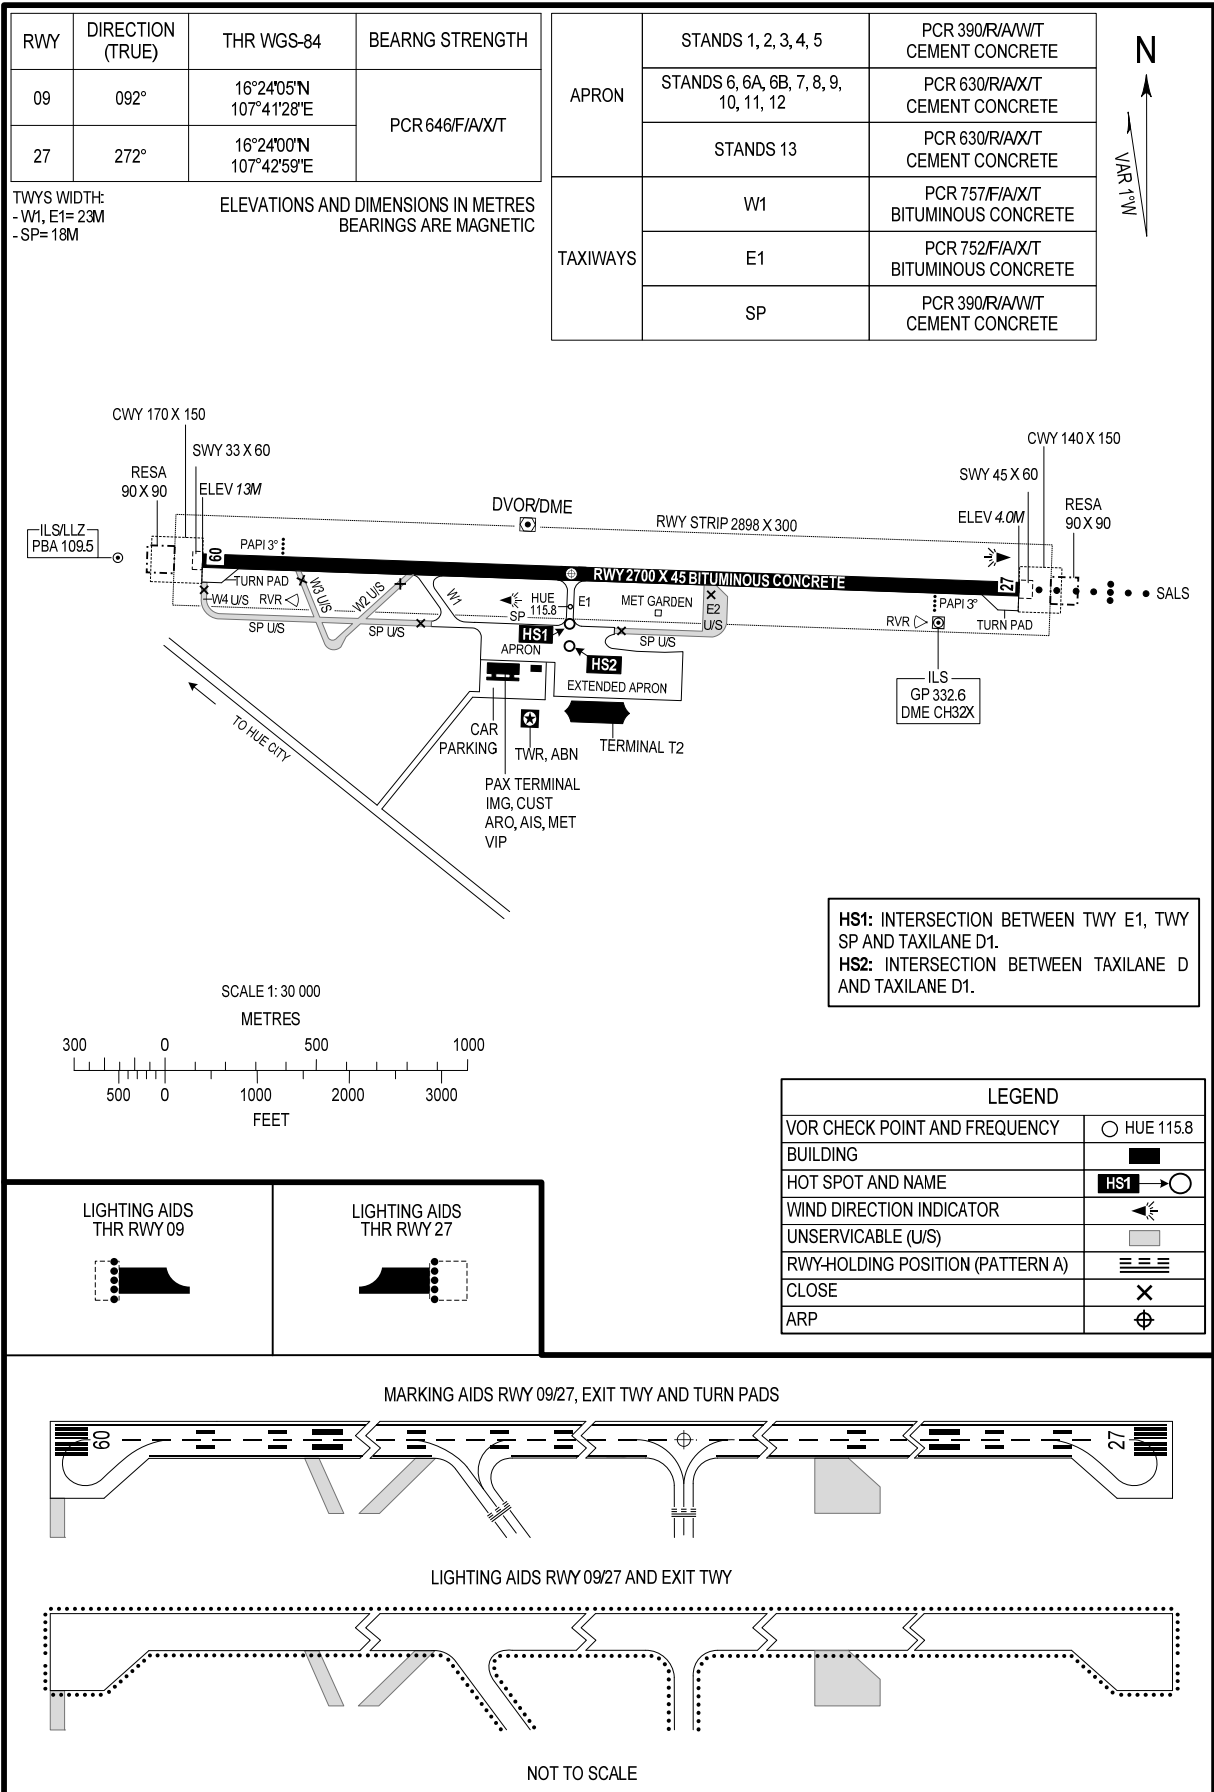 RWY
DIRECTION
(TRUE)
THR WGS-84
BEARNG STRENGTH
09
092°
16°24'05"N
107°41'28"E
PCR 646/F/A/X/T
27
272°
16°24'00"N
107°42'59"E
TWYS WIDTH:
- W1, E1= 23M
- SP= 18M
ELEVATIONS AND DIMENSIONS IN METRES
BEARINGS ARE MAGNETIC
APRON
STANDS 1, 2, 3, 4, 5
PCR 390/R/A/W/T
CEMENT CONCRETE
STANDS 6, 6A, 6B, 7, 8, 9,
10, 11, 12
PCR 630/R/A/X/T
CEMENT CONCRETE
STANDS 13
PCR 630/R/A/X/T
CEMENT CONCRETE
TAXIWAYS
W1
PCR 757/F/A/X/T
BITUMINOUS CONCRETE
E1
PCR 752/F/A/X/T
BITUMINOUS CONCRETE
SP
PCR 390/R/A/W/T
CEMENT CONCRETE
N
VAR 1°W
CWY 170 X 150
SWY 33 X 60
RESA
90 X 90
ELEV 13M
ILS/LLZ
PBA 109.5
PAPI 3°
09
TURN PAD
W4 U/S
RVR
W3 U/S
W2 U/S
SP U/S
SP U/S
W1
DVOR/DME
RWY STRIP 2898 X 300
RWY 2700 X 45 BITUMINOUS CONCRETE
HUE
115.8
E1
SP
MET GARDEN
E2
U/S
SP U/S
HS1
APRON
HS2
EXTENDED APRON
CWY 140 X 150
SWY 45 X 60
RESA
90 X 90
ELEV 4.0M
27
SALS
PAPI 3°
RVR
TURN PAD
ILS
GP 332.6
DME CH32X
TO HUE CITY
CAR
PARKING
TWR, ABN
TERMINAL T2
PAX TERMINAL
IMG, CUST
ARO, AIS, MET
VIP
HS1: INTERSECTION BETWEEN TWY E1, TWY
SP AND TAXILANE D1.
HS2: INTERSECTION BETWEEN TAXILANE D
AND TAXILANE D1.
SCALE 1: 30 000
METRES
300 0 500 1000
500 0 1000 2000 3000
FEET
LEGEND
VOR CHECK POINT AND FREQUENCY
HUE 115.8
BUILDING
HOT SPOT AND NAME
HS1
WIND DIRECTION INDICATOR
UNSERVICABLE (U/S)
RWY-HOLDING POSITION (PATTERN A)
CLOSE
ARP
LIGHTING AIDS
THR RWY 09
LIGHTING AIDS
THR RWY 27
MARKING AIDS RWY 09/27, EXIT TWY AND TURN PADS
09
27
LIGHTING AIDS RWY 09/27 AND EXIT TWY
NOT TO SCALE